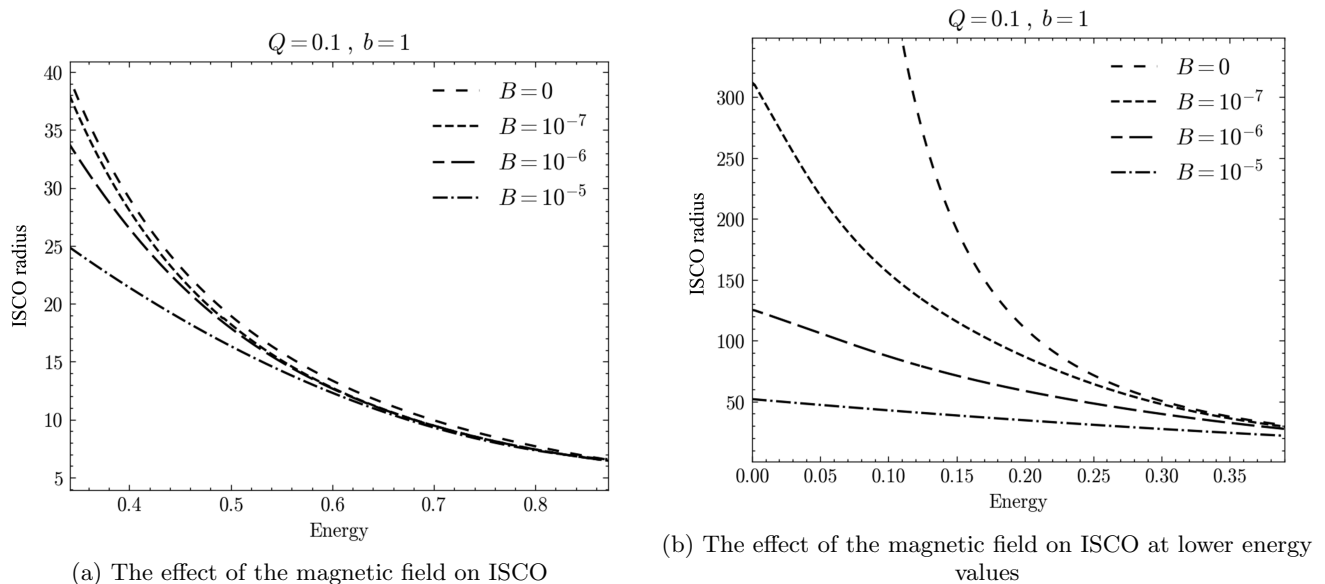 Q = 0.1 , b = 1
40
35
30
25
20
15
10
5
ISCO radius
B = 0
B = 10⁻⁷
B = 10⁻⁶
B = 10⁻⁵
0.4 0.5 0.6 0.7 0.8
Energy
(a) The effect of the magnetic field on ISCO
Q = 0.1 , b = 1
300
250
200
150
100
50
ISCO radius
B = 0
B = 10⁻⁷
B = 10⁻⁶
B = 10⁻⁵
0.00 0.05 0.10 0.15 0.20 0.25 0.30 0.35
Energy
(b) The effect of the magnetic field on ISCO at lower energy
values